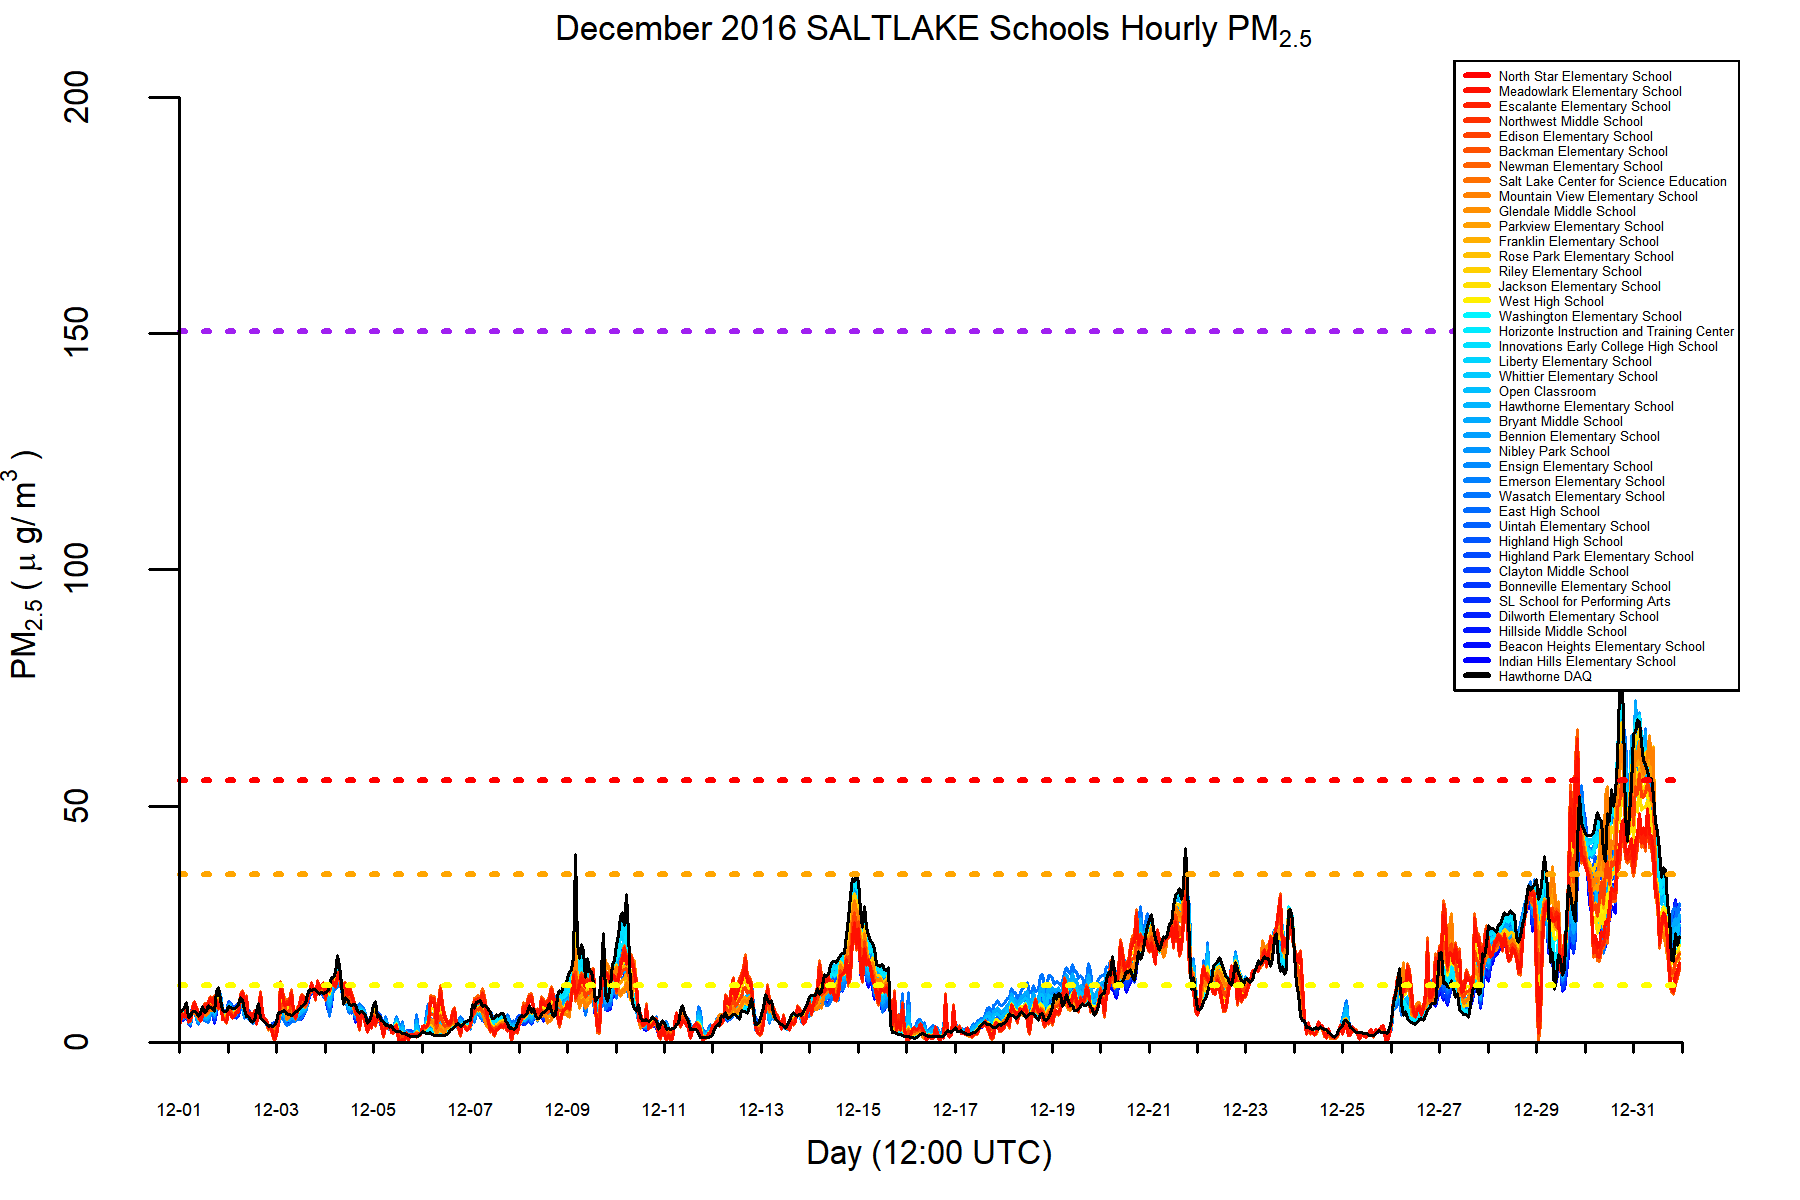 December 2016 SALTLAKE Schools Hourly PM2.5
North Star Elementary School
Meadowlark Elementary School
Escalante Elementary School
Northwest Middle School
Edison Elementary School
Backman Elementary School
Newman Elementary School
Salt Lake Center for Science Education
Mountain View Elementary School
Glendale Middle School
Parkview Elementary School
Franklin Elementary School
Rose Park Elementary School
Riley Elementary School
Jackson Elementary School
West High School
Washington Elementary School
Horizonte Instruction and Training Center
Innovations Early College High School
Liberty Elementary School
Whittier Elementary School
Open Classroom
Hawthorne Elementary School
Bryant Middle School
Bennion Elementary School
Nibley Park School
Ensign Elementary School
Emerson Elementary School
Wasatch Elementary School
East High School
Uintah Elementary School
Highland High School
Highland Park Elementary School
Clayton Middle School
Bonneville Elementary School
SL School for Performing Arts
Dilworth Elementary School
Hillside Middle School
Beacon Heights Elementary School
Indian Hills Elementary School
Hawthorne DAQ
PM2.5 ( μ g/ m3 )
200
150
100
50
0
12-01 12-03 12-05 12-07 12-09 12-11 12-13 12-15 12-17 12-19 12-21 12-23 12-25 12-27 12-29 12-31
Day (12:00 UTC)